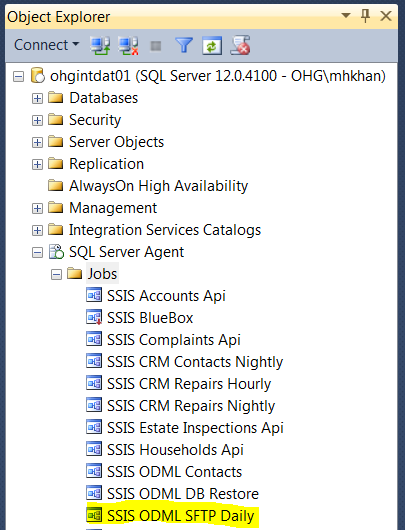 Object Explorer
Connect
ohgintdat01 (SQL Server 12.0.4100 - OHG\mhkhan)
Databases
Security
Server Objects
Replication
AlwaysOn High Availability
Management
Integration Services Catalogs
SQL Server Agent
Jobs
SSIS Accounts Api
SSIS BlueBox
SSIS Complaints Api
SSIS CRM Contacts Nightly
SSIS CRM Repairs Hourly
SSIS CRM Repairs Nightly
SSIS Estate Inspections Api
SSIS Households Api
SSIS ODML Contacts
SSIS ODML DB Restore
SSIS ODML SFTP Daily